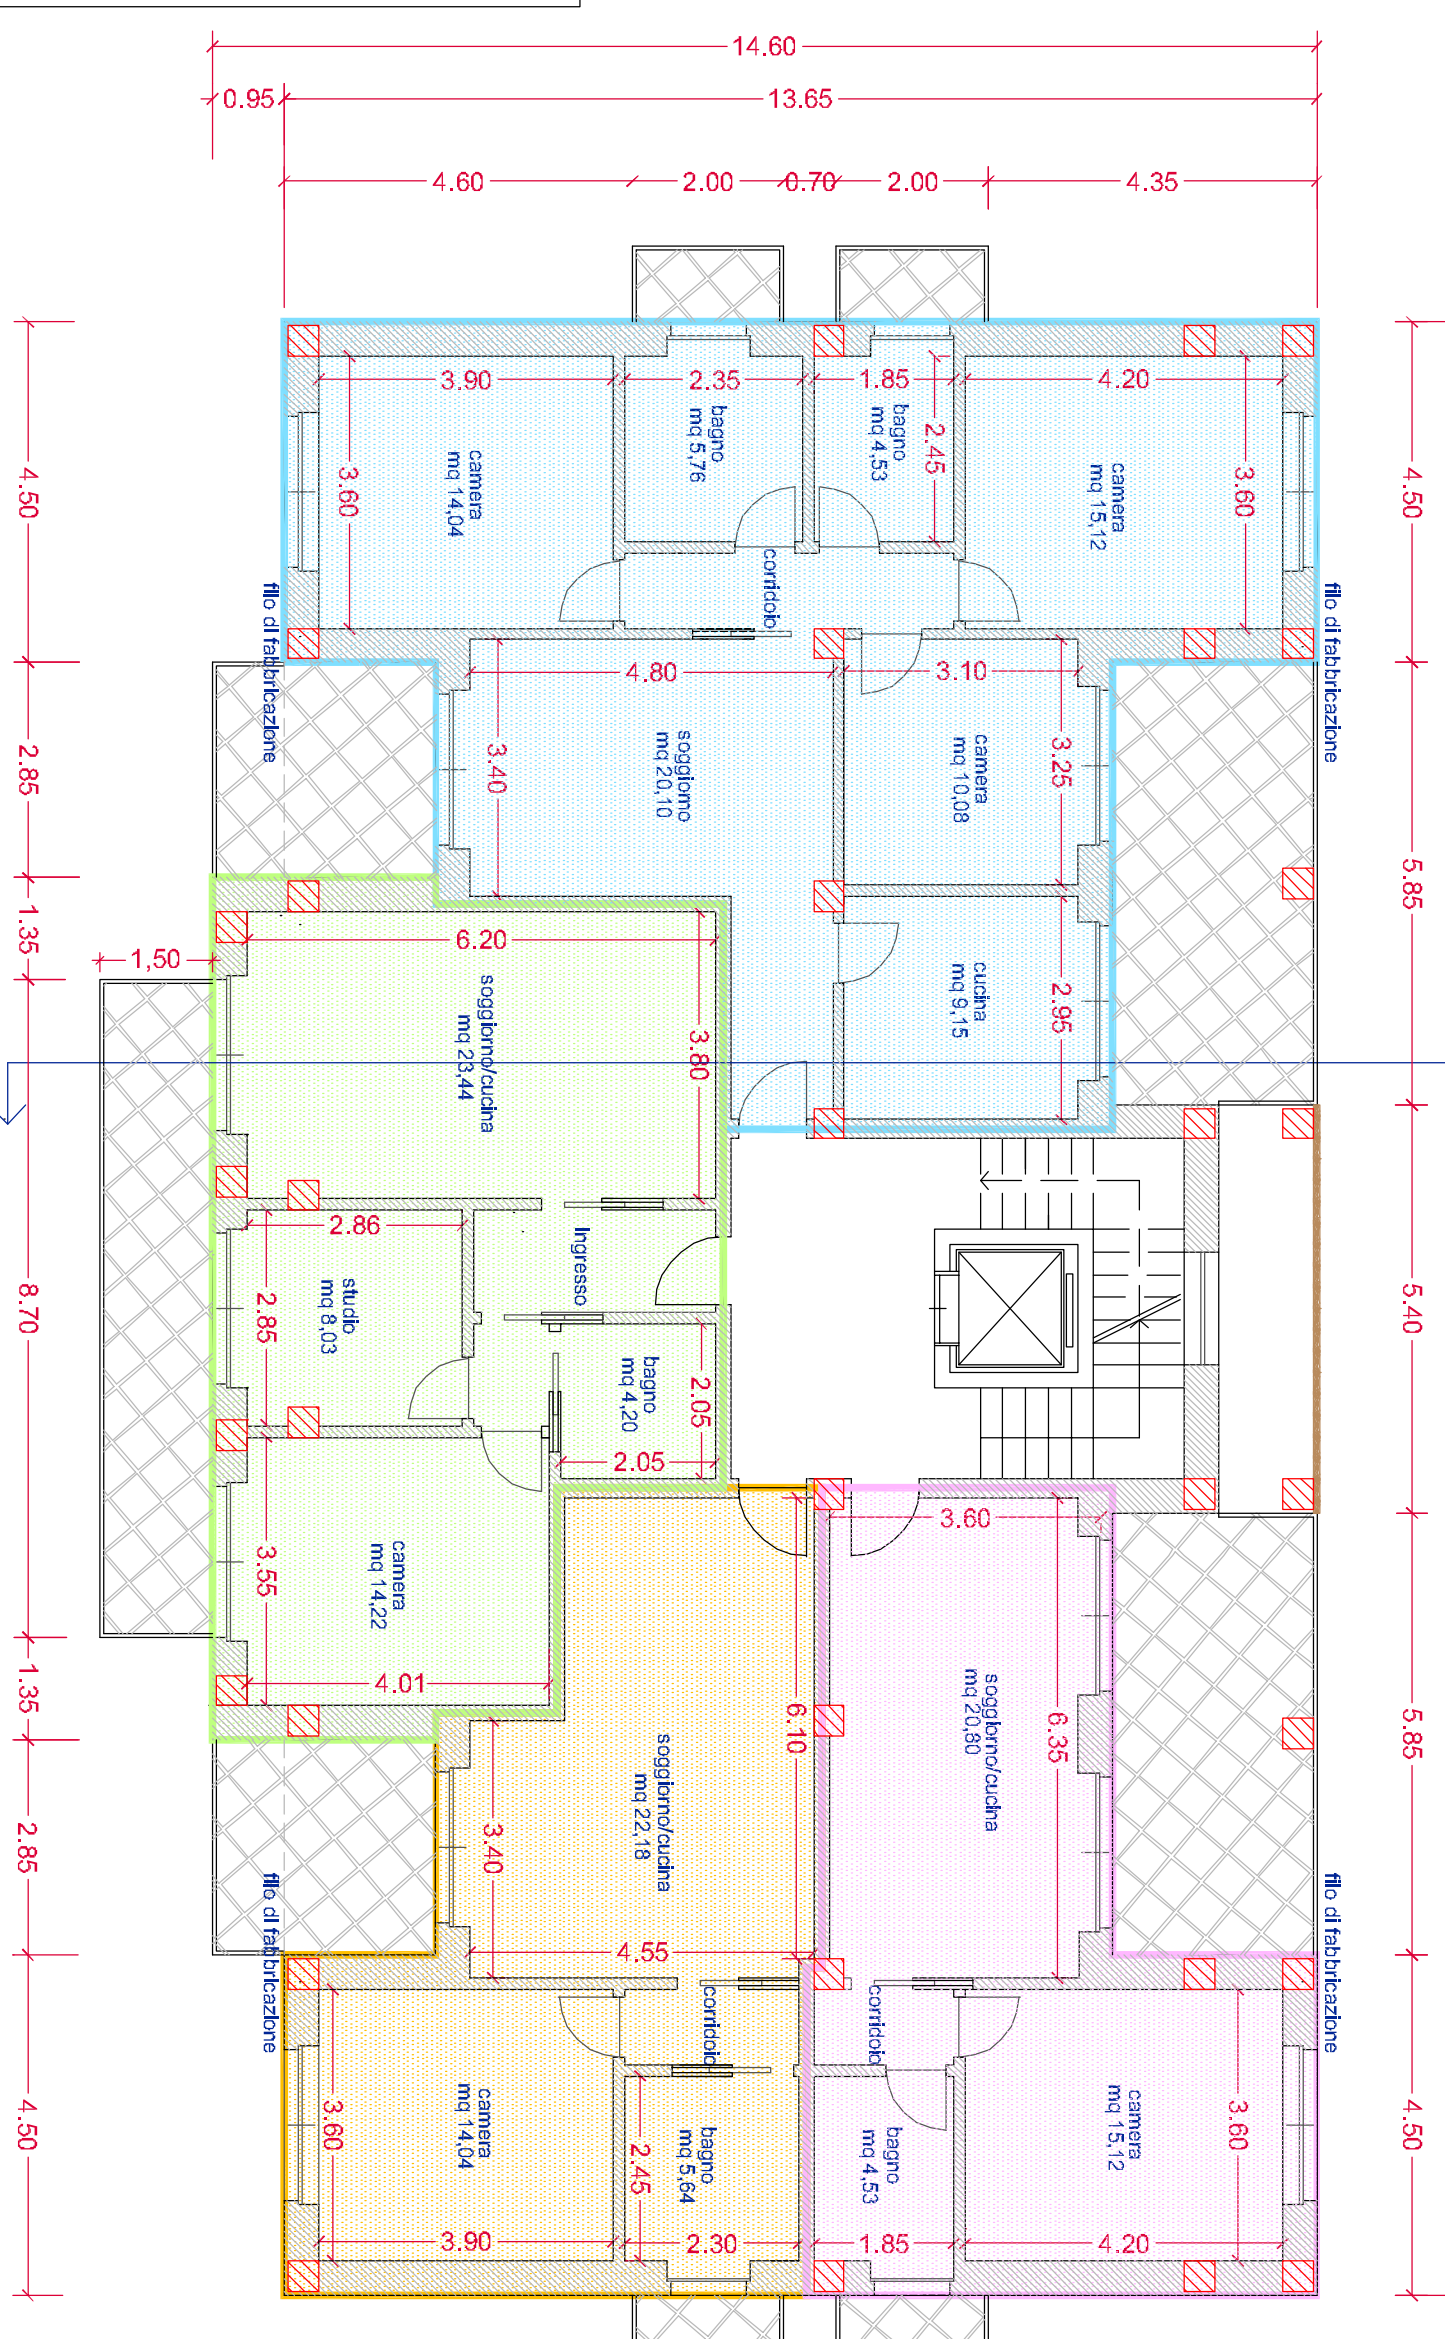 14.60
0.95
13.65
4.60
2.00
0.70
2.00
4.35
3.90
2.35
1.85
4.20
bagno
mq 5,76
bagno
mq 4,53
2.45
camera
mq 14,04
3.60
camera
mq 15,12
3.60
4.50
4.50
corridoio
filo di fabbricazione
filo di fabbricazione
4.80
3.10
soggiorno
mq 20,10
3.40
camera
mq 10,08
3.25
2.85
5.85
1.35
1,50
6.20
soggiorno/cucina
mq 23,44
3.80
cucina
mq 9,15
2.95
2.86
Ingresso
studio
mq 8,03
2.85
8.70
5.40
bagno
mq 4,20
2.05
2.05
camera
mq 14,22
3.55
4.01
3.60
6.10
soggiorno/cucina
mq 20,80
6.35
1.35
5.85
soggiorno/cucina
mq 22,18
3.40
4.55
2.85
filo di fabbricazione
filo di fabbricazione
corridoio
corridoio
camera
mq 14,04
3.60
bagno
mq 5,64
2.45
bagno
mq 4,53
camera
mq 15,12
3.60
4.50
4.50
3.90
2.30
1.85
4.20